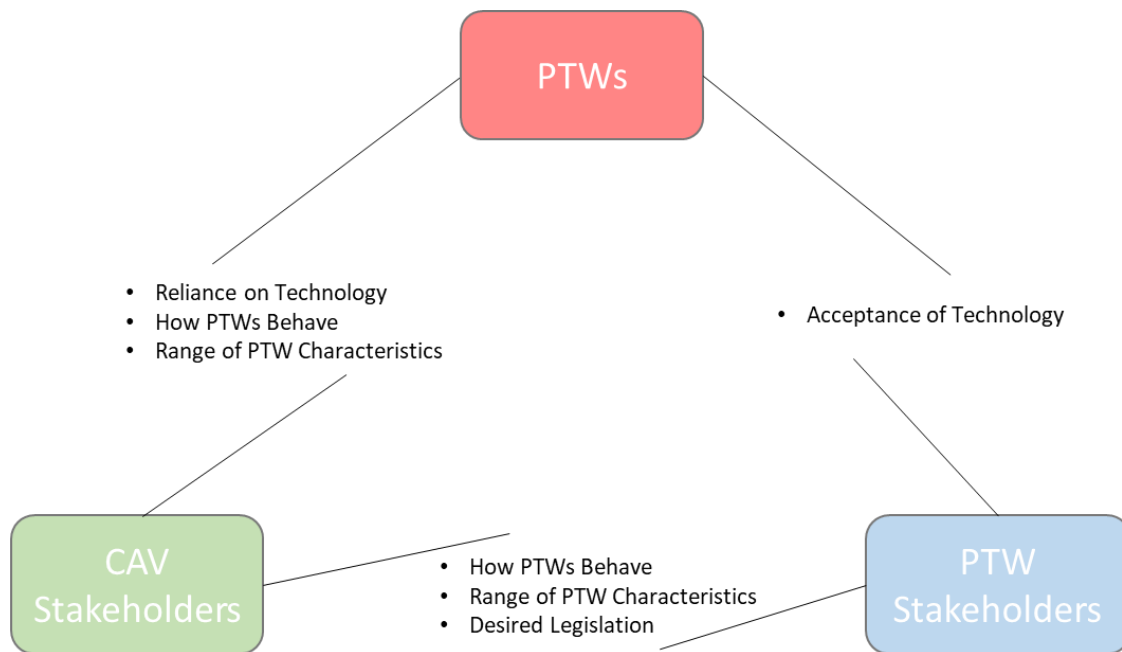 PTWs
• Reliance on Technology
• How PTWs Behave
• Range of PTW Characteristics
• Acceptance of Technology
CAV
Stakeholders
• How PTWs Behave
• Range of PTW Characteristics
• Desired Legislation
PTW
Stakeholders